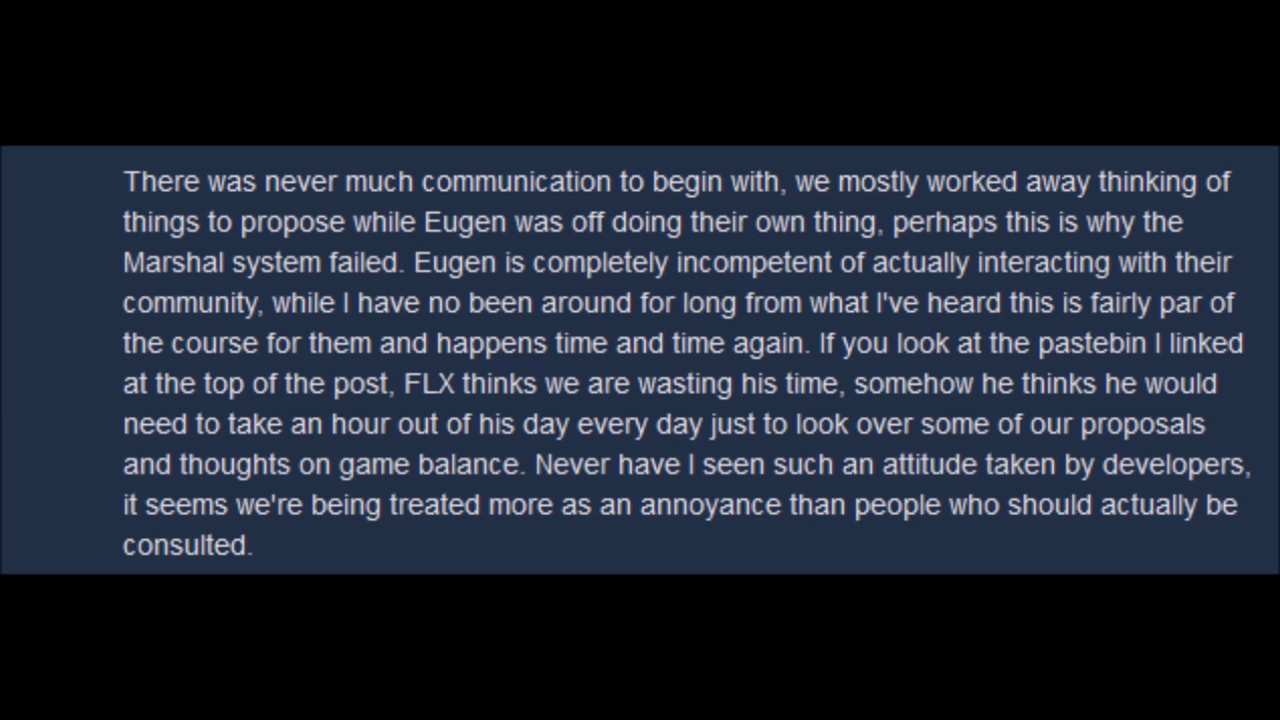 There was never much communication to begin with, we mostly worked away thinking of
things to propose while Eugen was off doing their own thing, perhaps this is why the
Marshal system failed. Eugen is completely incompetent of actually interacting with their
community, while I have no been around for long from what I've heard this is fairly par of
the course for them and happens time and time again. If you look at the pastebin I linked
at the top of the post, FLX thinks we are wasting his time, somehow he thinks he would
need to take an hour out of his day every day just to look over some of our proposals
and thoughts on game balance. Never have I seen such an attitude taken by developers,
it seems we're being treated more as an annoyance than people who should actually be
consulted.